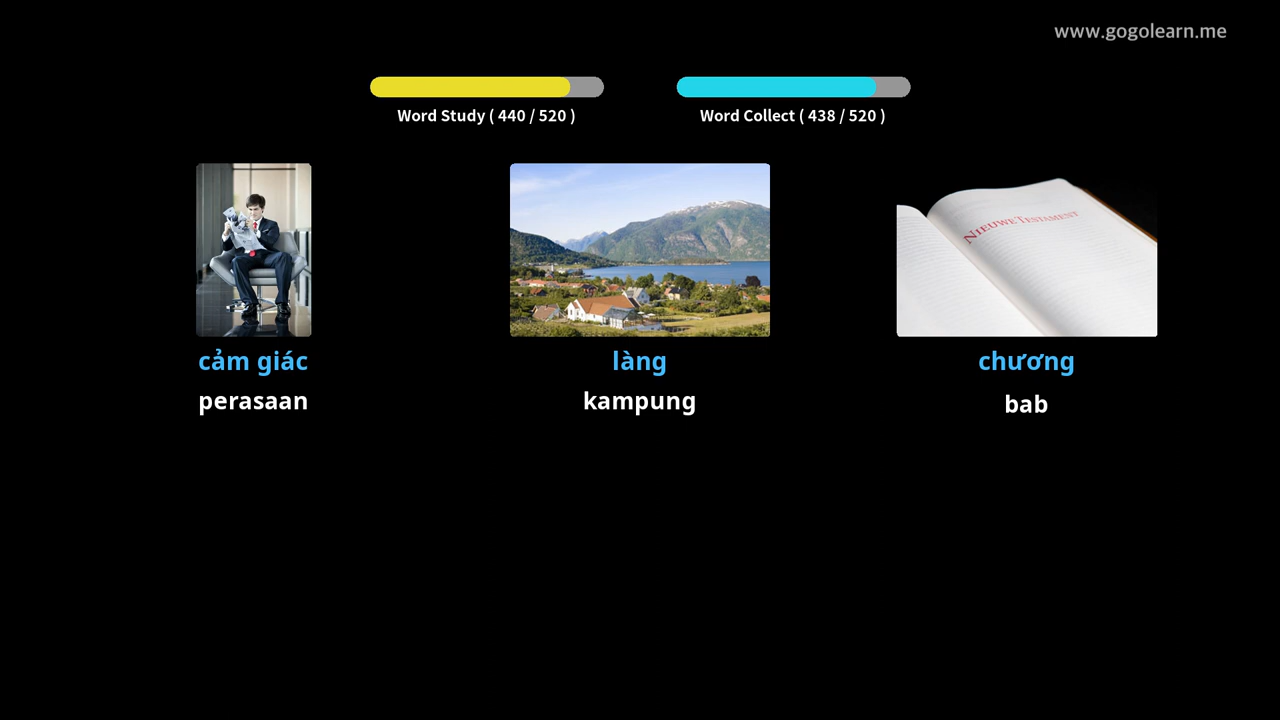 www.gogolearn.me
Word Study ( 440 / 520 )
Word Collect ( 438 / 520 )
NIEUWE TESTAMENT
cảm giác
làng
chương
perasaan
kampung
bab